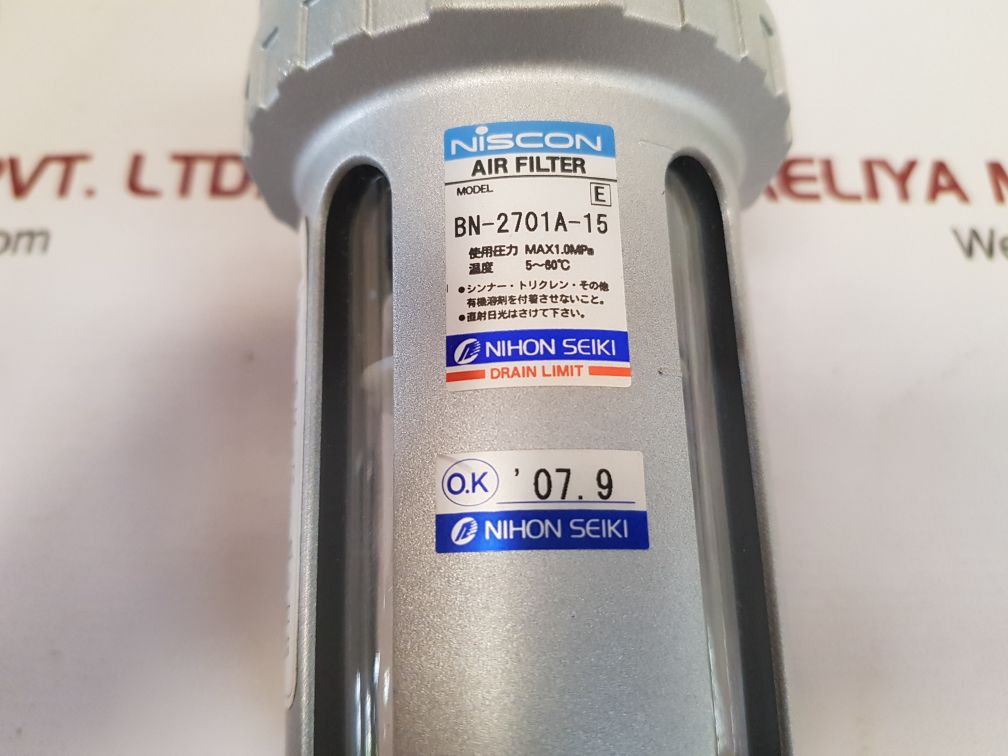 PVT. LTD.
ELIYA M
om
We
NISCON
AIR FILTER
MODEL
E
BN-2701A-15
使用圧力 MAX1.0MPa
温度 5～60℃
●シンナー・トリクレン・その他
有機溶剤を付着させないこと。
●直射日光はさけて下さい。
NIHON SEIKI
DRAIN LIMIT
O.K '07.9
NIHON SEIKI